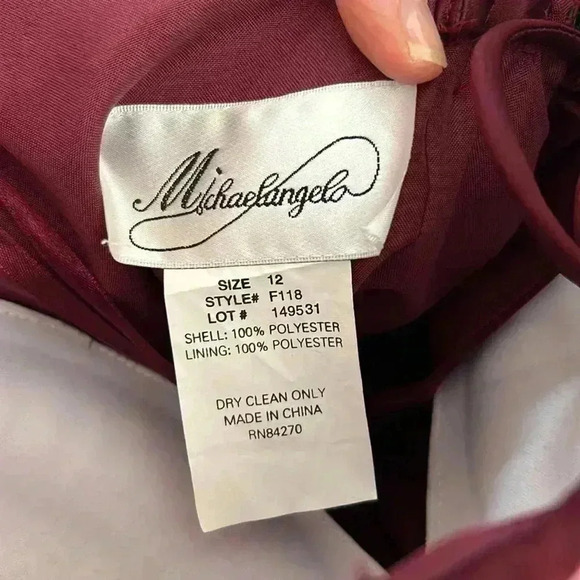 Michaelangelo
SIZE 12
STYLE# F118
LOT # 149531
SHELL: 100% POLYESTER
LINING: 100% POLYESTER
DRY CLEAN ONLY
MADE IN CHINA
RN84270